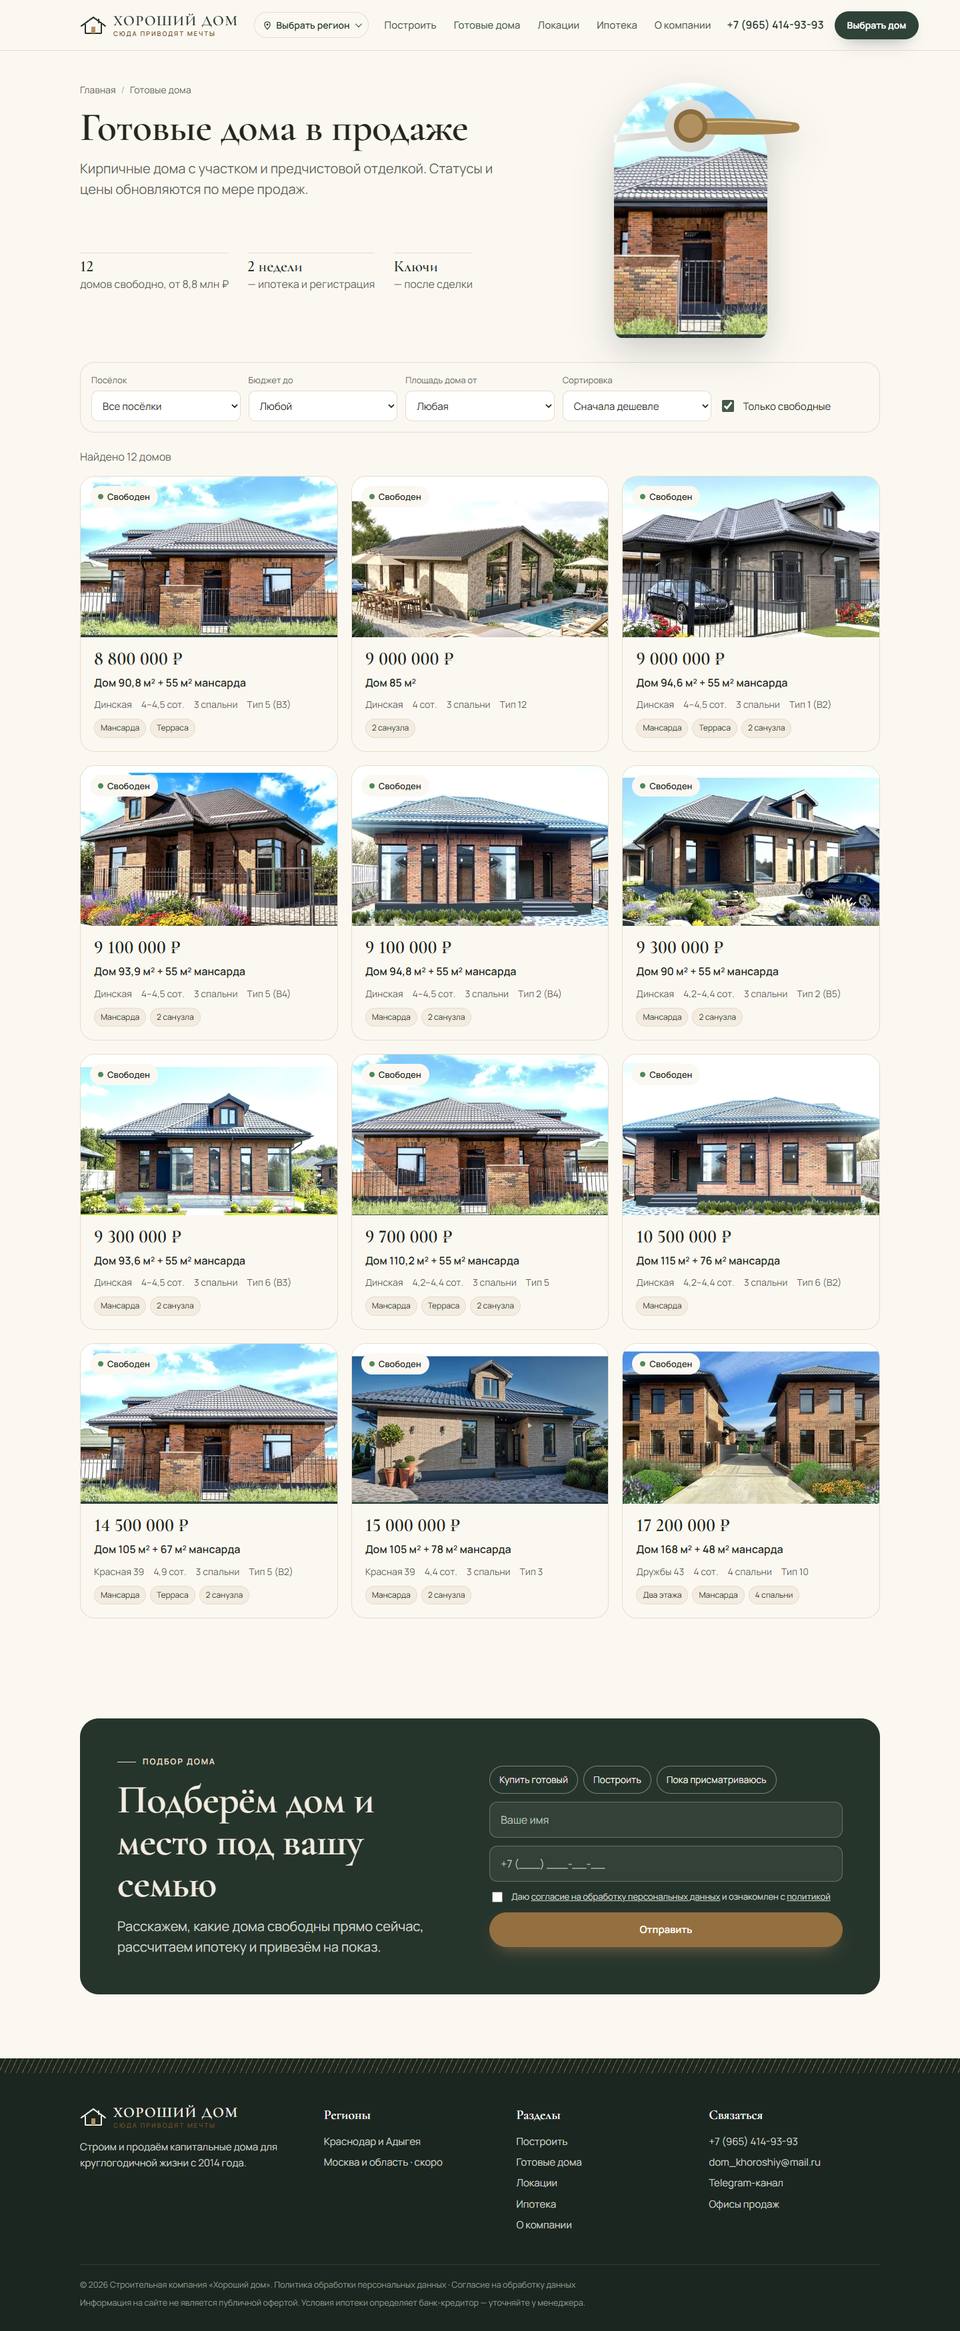 ХОРОШИЙ ДОМ
СЮДА ПРИВОДЯТ МЕЧТЫ
Выбрать регион
Построить
Готовые дома
Локации
Ипотека
О компании
+7 (965) 414-93-93
Выбрать дом
Главная / Готовые дома
Готовые дома в продаже
Кирпичные дома с участком и предчистовой отделкой. Статусы и
цены обновляются по мере продаж.
12
домов свободно, от 8,8 млн ₽
2 недели
— ипотека и регистрация
Ключи
— после сделки
Посёлок
Все посёлки
Бюджет до
Любой
Площадь дома от
Любая
Сортировка
Сначала дешевле
Только свободные
Найдено 12 домов
Свободен
8 800 000 ₽
Дом 90,8 м² + 55 м² мансарда
Динская 4–4,5 сот. 3 спальни Тип 5 (В3)
Мансарда Терраса
Свободен
9 000 000 ₽
Дом 85 м²
Динская 4 сот. 3 спальни Тип 12
2 санузла
Свободен
9 000 000 ₽
Дом 94,6 м² + 55 м² мансарда
Динская 4–4,5 сот. 3 спальни Тип 1 (В2)
Мансарда Терраса 2 санузла
Свободен
9 100 000 ₽
Дом 93,9 м² + 55 м² мансарда
Динская 4–4,5 сот. 3 спальни Тип 5 (В4)
Мансарда 2 санузла
Свободен
9 100 000 ₽
Дом 94,8 м² + 55 м² мансарда
Динская 4–4,5 сот. 3 спальни Тип 2 (В4)
Мансарда 2 санузла
Свободен
9 300 000 ₽
Дом 90 м² + 55 м² мансарда
Динская 4,2–4,4 сот. 3 спальни Тип 2 (В5)
Мансарда 2 санузла
Свободен
9 300 000 ₽
Дом 93,6 м² + 55 м² мансарда
Динская 4–4,5 сот. 3 спальни Тип 6 (В3)
Мансарда 2 санузла
Свободен
9 700 000 ₽
Дом 110,2 м² + 55 м² мансарда
Динская 4,2–4,4 сот. 3 спальни Тип 5
Мансарда Терраса 2 санузла
Свободен
10 500 000 ₽
Дом 115 м² + 76 м² мансарда
Динская 4,2–4,4 сот. 3 спальни Тип 6 (В2)
Мансарда
Свободен
14 500 000 ₽
Дом 105 м² + 67 м² мансарда
Красная 39 4,9 сот. 3 спальни Тип 5 (В2)
Мансарда Терраса 2 санузла
Свободен
15 000 000 ₽
Дом 105 м² + 78 м² мансарда
Красная 39 4,4 сот. 3 спальни Тип 3
Мансарда 2 санузла
Свободен
17 200 000 ₽
Дом 168 м² + 48 м² мансарда
Дружбы 43 4 сот. 4 спальни Тип 10
Два этажа Мансарда 4 спальни
ПОДБОР ДОМА
Подберём дом и
место под вашу
семью
Расскажем, какие дома свободны прямо сейчас,
рассчитаем ипотеку и привезём на показ.
Купить готовый
Построить
Пока присматриваюсь
Ваше имя
+7 (___) ___-__-__
Даю согласие на обработку персональных данных и ознакомлен с политикой
Отправить
ХОРОШИЙ ДОМ
СЮДА ПРИВОДЯТ МЕЧТЫ
Строим и продаём капитальные дома для
круглогодичной жизни с 2014 года.
Регионы
Краснодар и Адыгея
Москва и область · скоро
Разделы
Построить
Готовые дома
Локации
Ипотека
О компании
Связаться
+7 (965) 414-93-93
dom_khoroshiy@mail.ru
Telegram-канал
Офисы продаж
© 2026 Строительная компания «Хороший дом». Политика обработки персональных данных · Согласие на обработку данных
Информация на сайте не является публичной офертой. Условия ипотеки определяет банк-кредитор — уточняйте у менеджера.